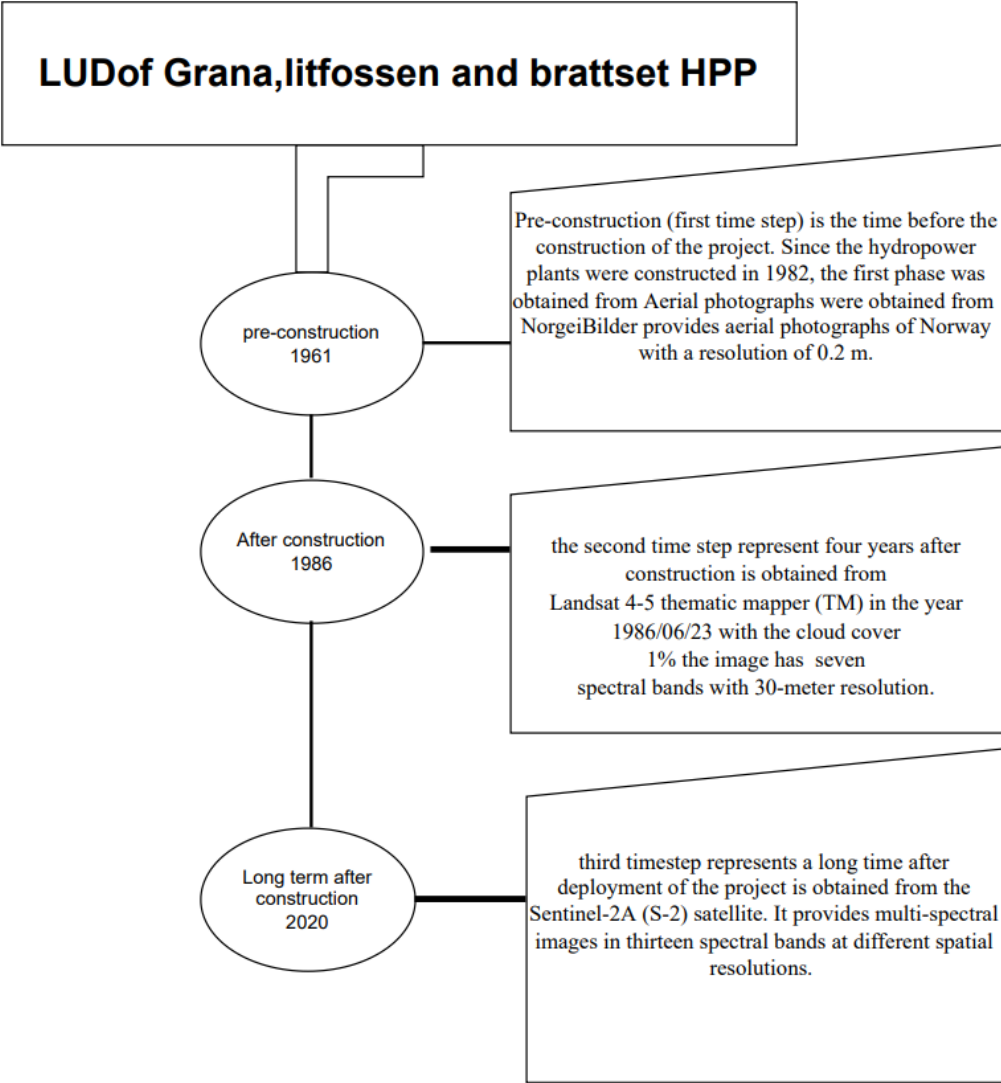 LUDof Grana,litfossen and brattset HPP
pre-construction
1961
Pre-construction (first time step) is the time before the
construction of the project. Since the hydropower
plants were constructed in 1982, the first phase was
obtained from Aerial photographs were obtained from
NorgeiBilder provides aerial photographs of Norway
with a resolution of 0.2 m.
After construction
1986
the second time step represent four years after
construction is obtained from
Landsat 4-5 thematic mapper (TM) in the year
1986/06/23 with the cloud cover
1% the image has seven
spectral bands with 30-meter resolution.
Long term after
construction
2020
third timestep represents a long time after
deployment of the project is obtained from the
Sentinel-2A (S-2) satellite. It provides multi-spectral
images in thirteen spectral bands at different spatial
resolutions.